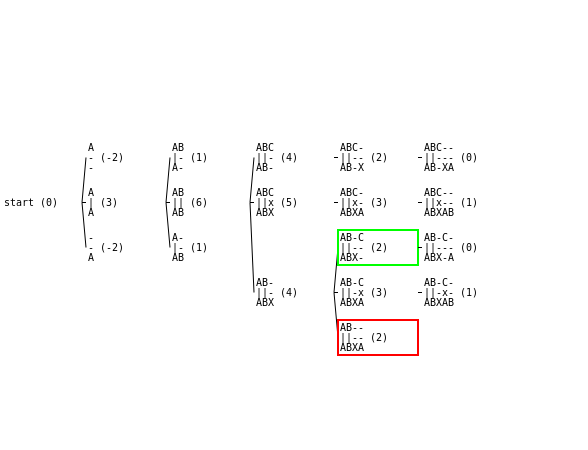 A AB ABC ABC- ABC--
- (-2) |- (1) ||- (4) ||-- (2) ||--- (0)
- A- AB- AB-X AB-XA
A AB ABC ABC- ABC--
start (0) | (3) || (6) ||x (5) ||x- (3) ||x-- (1)
A AB ABX ABXA ABXAB
- A- AB-C AB-C-
- (-2) |- (1) ||-- (2) ||--- (0)
A AB ABX- ABX-A
AB- AB-C AB-C-
||- (4) ||-x (3) ||-x- (1)
ABX ABXA ABXAB
AB--
||-- (2)
ABXA